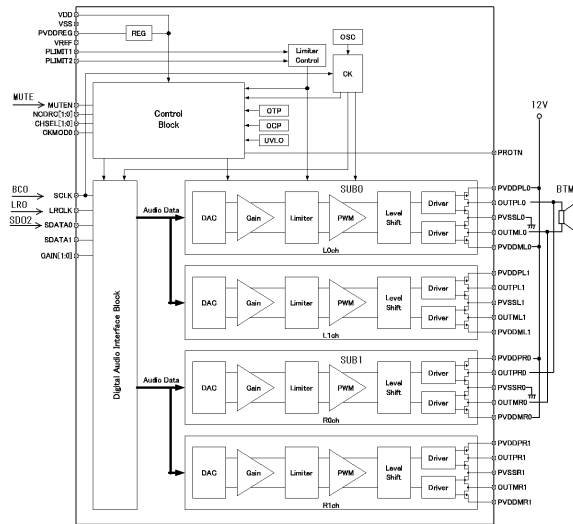 VDD
VSS
PVDDREG
VREF
PLIMIT1
PLIMIT2
REG
Limiter
Control
OSC
CK
MUTE
MUTEN
NCDRC[1:0]
CHSEL[1:0]
CKMOD0
Control
Block
OTP
OCP
UVLO
12V
PROTN
BCO
SCLK
LRO
LRCLK
SDO2
SDATA0
SDATA1
GAIN[1:0]
Digital Audio Interface Block
Audio Data
SUB0
DAC
Gain
Limiter
PWM
Level
Shift
Driver
Driver
L0ch
PVDDPL0
OUTPL0
PVSSL0
OUTML0
PVDDML0
BTM
DAC
Gain
Limiter
PWM
Level
Shift
Driver
Driver
L1ch
PVDDPL1
OUTPL1
PVSSL1
OUTML1
PVDDML1
Audio Data
SUB1
DAC
Gain
Limiter
PWM
Level
Shift
Driver
Driver
R0ch
PVDDPR0
OUTPR0
PVSSR0
OUTMR0
PVDDMR0
DAC
Gain
Limiter
PWM
Level
Shift
Driver
Driver
R1ch
PVDDPR1
OUTPR1
PVSSR1
OUTMR1
PVDDMR1